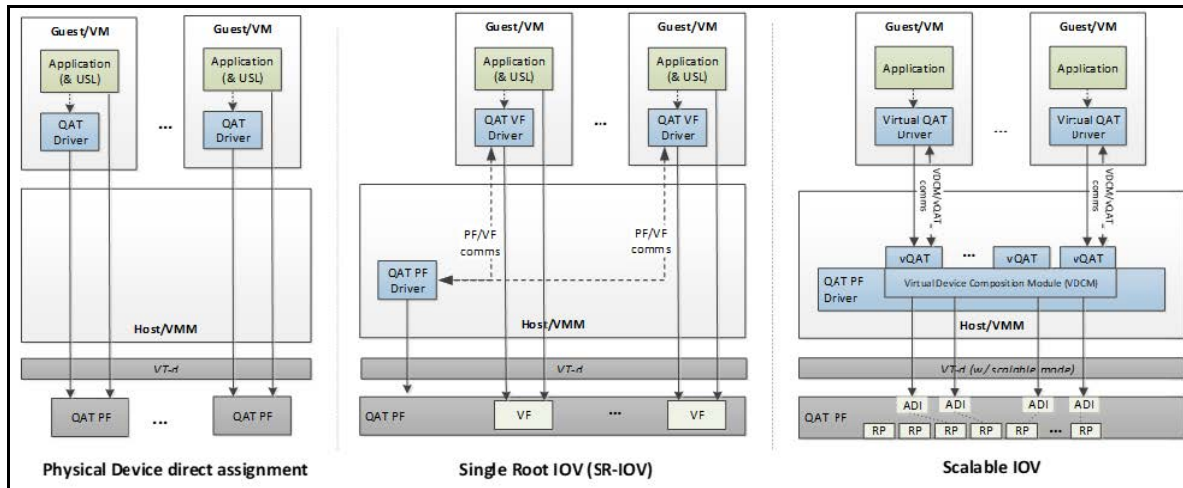 Guest/VM
Application
(& USL)
QAT
Driver
...
Guest/VM
Application
(& USL)
QAT
Driver
Host/VMM
VT-d
QAT PF
...
QAT PF
Physical Device direct assignment
Guest/VM
Application
(& USL)
QAT VF
Driver
...
Guest/VM
Application
(& USL)
QAT VF
Driver
PF/VF
comms
QAT PF
Driver
Host/VMM
VT-d
QAT PF
VF
...
VF
Single Root IOV (SR-IOV)
Guest/VM
Application
Virtual QAT
Driver
...
Guest/VM
Application
Virtual QAT
Driver
VDCM/vQAT
comms
VDCM/vQAT
comms
vQAT
...
vQAT
vQAT
QAT PF
Driver
Virtual Device Composition Module (VDCM)
Host/VMM
VT-d (w/ scalable mode)
QAT PF
ADI
ADI
ADI
ADI
RP
RP
RP
RP
RP
...
RP
Scalable IOV